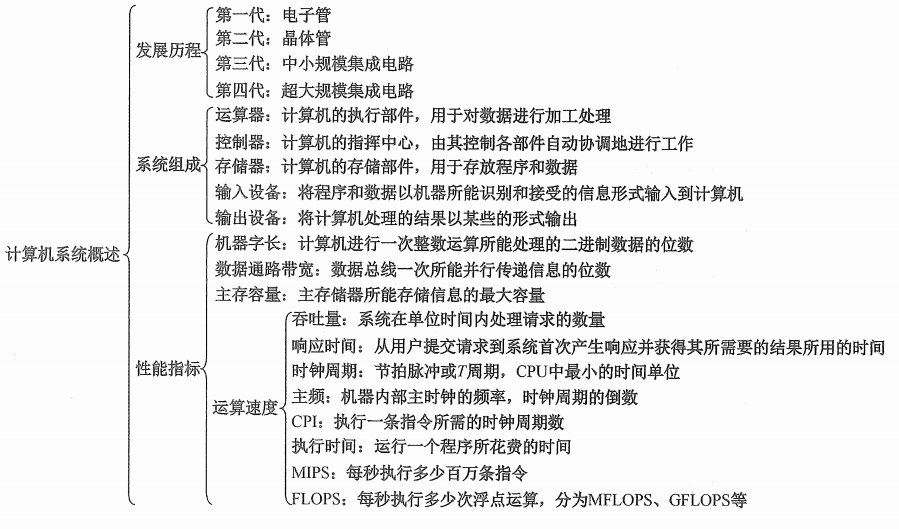 计算机系统概述
发展历程
第一代：电子管
第二代：晶体管
第三代：中小规模集成电路
第四代：超大规模集成电路
系统组成
运算器：计算机的执行部件，用于对数据进行加工处理
控制器：计算机的指挥中心，由其控制各部件自动协调地进行工作
存储器：计算机的存储部件，用于存放程序和数据
输入设备：将程序和数据以机器所能识别和接受的信息形式输入到计算机
输出设备：将计算机处理的结果以某些的形式输出
性能指标
机器字长：计算机进行一次整数运算所能处理的二进制数据的位数
数据通路带宽：数据总线一次所能并行传递信息的位数
主存容量：主存储器所能存储信息的最大容量
运算速度
吞吐量：系统在单位时间内处理请求的数量
响应时间：从用户提交请求到系统首次产生响应并获得其所需要的结果所用的时间
时钟周期：节拍脉冲或T周期，CPU中最小的时间单位
主频：机器内部主时钟的频率，时钟周期的倒数
CPI：执行一条指令所需的时钟周期数
执行时间：运行一个程序所花费的时间
MIPS：每秒执行多少百万条指令
FLOPS：每秒执行多少次浮点运算，分为MFLOPS、GFLOPS等